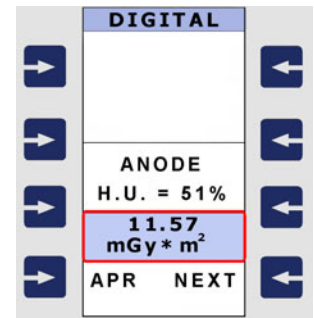 DIGITAL
ANODE
H.U. = 51%
11.57
mGy * m²
APR NEXT